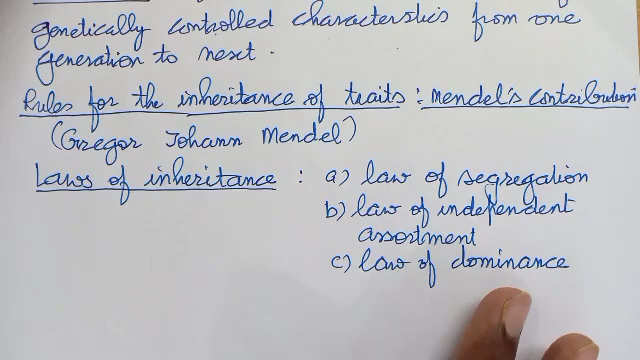 genetically controlled characterstics from one
generation to next.
Rules for the inheritance of traits : Mendel's contribution
(Gregor Johann Mendel)
Laws of inheritance : a) law of segregation
b) law of independent
assortment
c) law of dominance